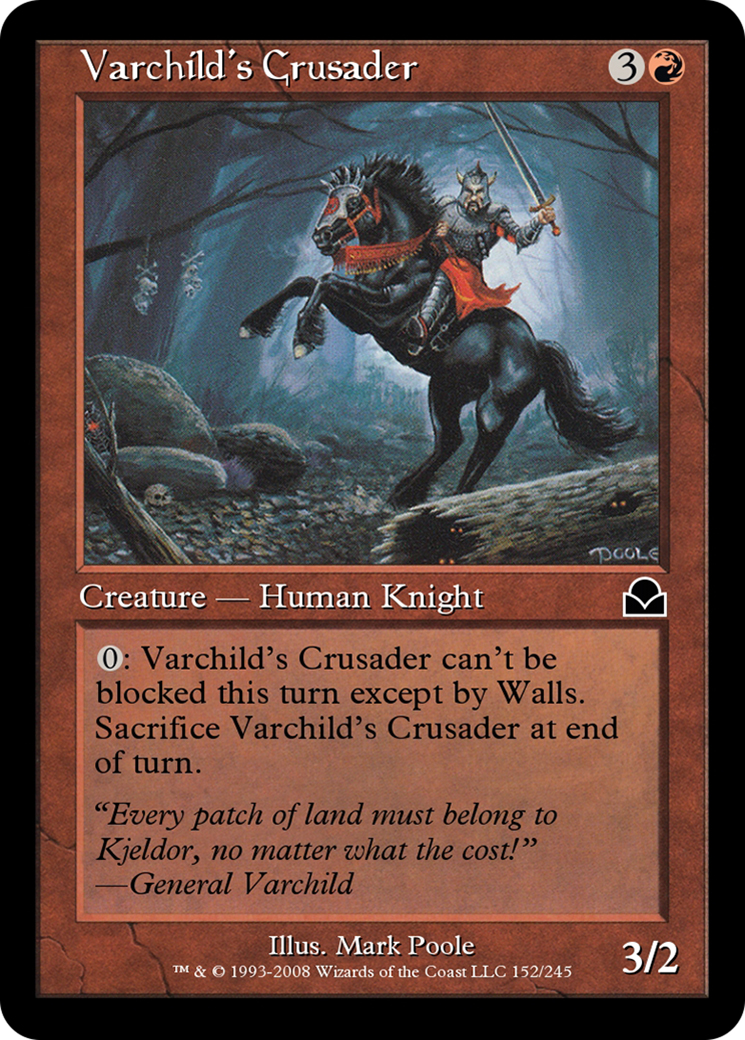 Varchild's Crusader 3
POOLE
Creature — Human Knight
0: Varchild's Crusader can't be
blocked this turn except by Walls.
Sacrifice Varchild's Crusader at end
of turn.
“Every patch of land must belong to
Kjeldor, no matter what the cost!”
—General Varchild
Illus. Mark Poole
™ & © 1993-2008 Wizards of the Coast LLC 152/245
3/2